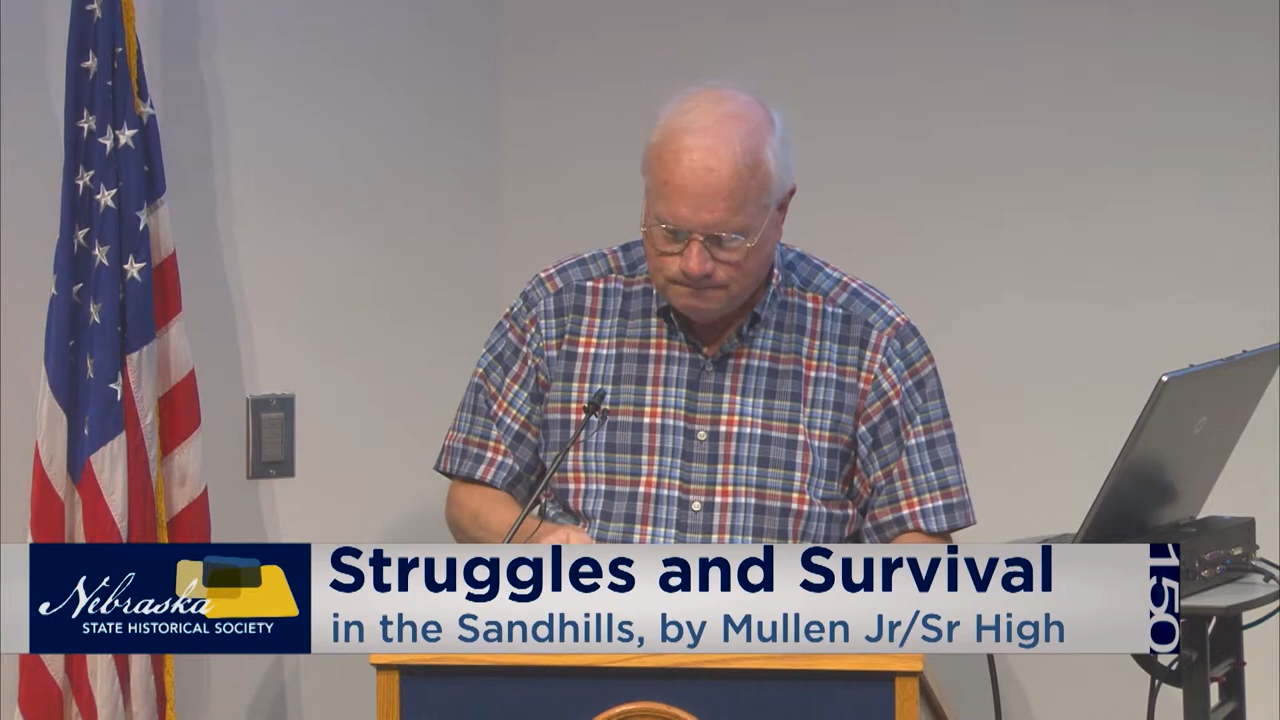 Nebraska
STATE HISTORICAL SOCIETY
Struggles and Survival
in the Sandhills, by Mullen Jr/Sr High
150